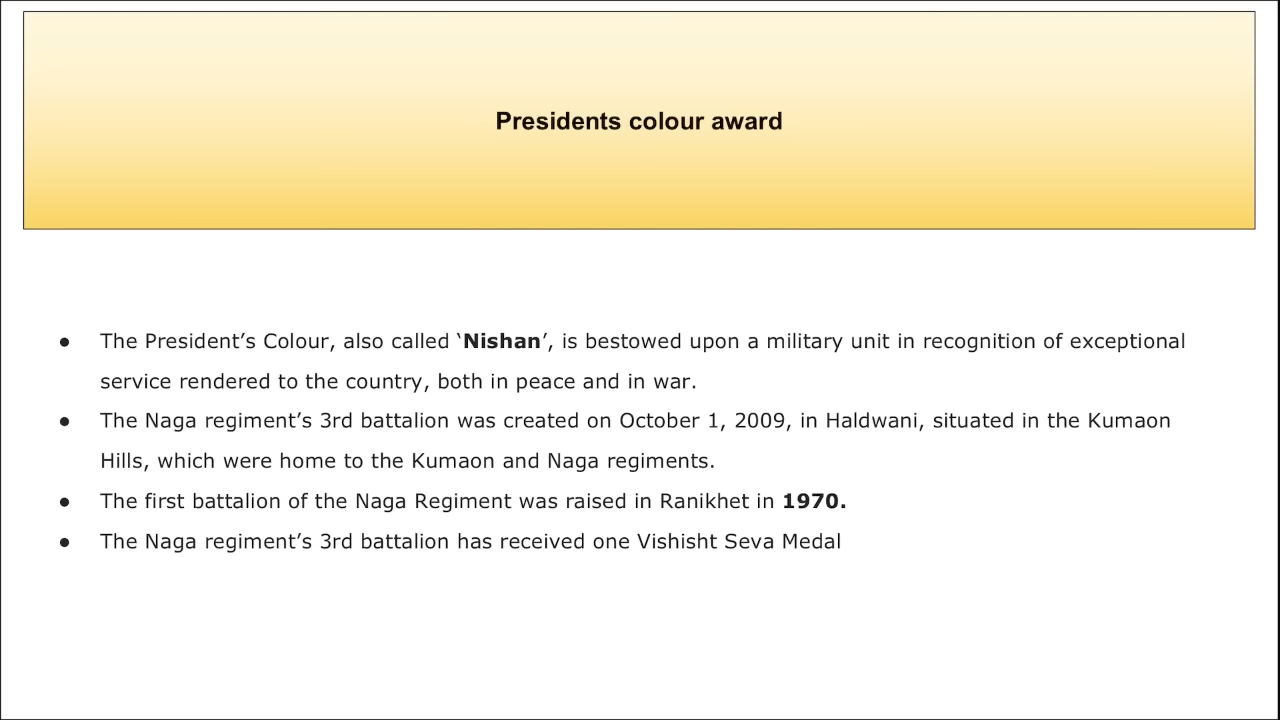 Presidents colour award
● The President’s Colour, also called ‘Nishan’, is bestowed upon a military unit in recognition of exceptional
service rendered to the country, both in peace and in war.
● The Naga regiment’s 3rd battalion was created on October 1, 2009, in Haldwani, situated in the Kumaon
Hills, which were home to the Kumaon and Naga regiments.
● The first battalion of the Naga Regiment was raised in Ranikhet in 1970.
● The Naga regiment’s 3rd battalion has received one Vishisht Seva Medal